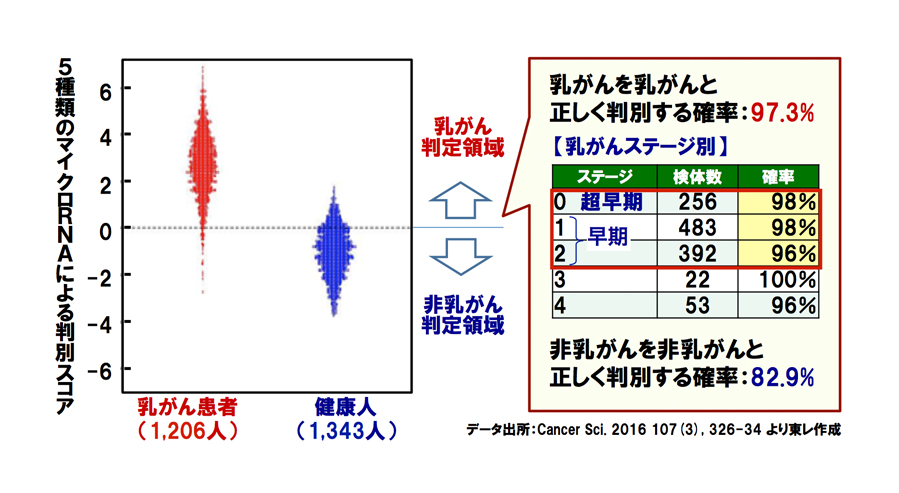 5種類のマイクロRNAによる判別スコア
6
4
2
0
-2
-4
-6
乳がん患者
(1,206人)
健康人
(1,343人)
乳がん
判定領域
非乳がん
判定領域
乳がんを乳がんと
正しく判別する確率:97.3%
【乳がんステージ別】
ステージ 検体数 確率
0 超早期 256 98%
1 483 98%
早期
2 392 96%
3 22 100%
4 53 96%
非乳がんを非乳がんと
正しく判別する確率:82.9%
データ出所:Cancer Sci. 2016 107(3), 326-34 より東レ作成